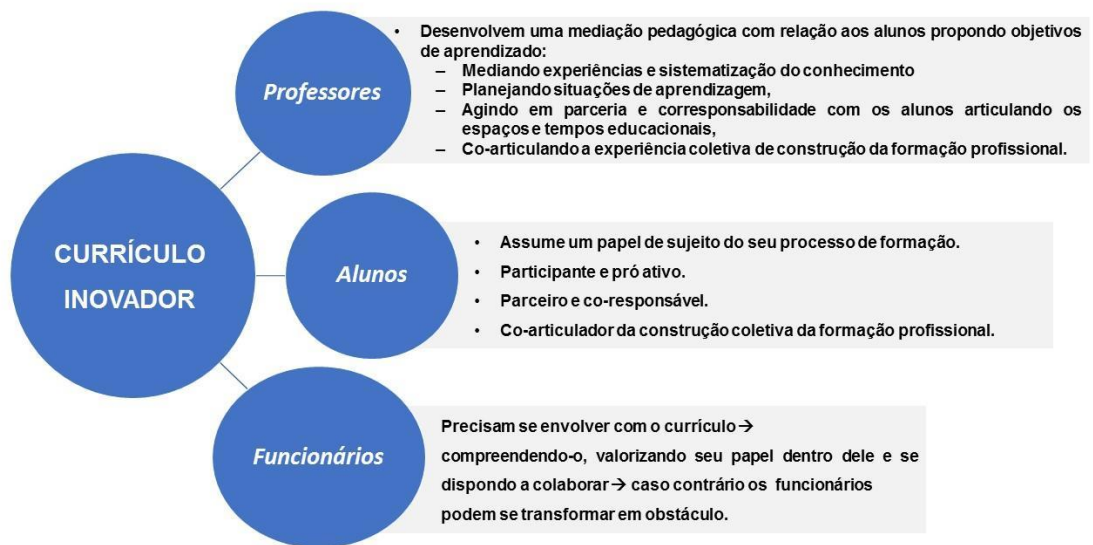 CURRÍCULO
INOVADOR
Professores
• Desenvolvem uma mediação pedagógica com relação aos alunos propondo objetivos
de aprendizado:
– Mediando experiências e sistematização do conhecimento
– Planejando situações de aprendizagem,
– Agindo em parceria e corresponsabilidade com os alunos articulando os
espaços e tempos educacionais,
– Co-articulando a experiência coletiva de construção da formação profissional.
Alunos
• Assume um papel de sujeito do seu processo de formação.
• Participante e pró ativo.
• Parceiro e co-responsável.
• Co-articulador da construção coletiva da formação profissional.
Funcionários
Precisam se envolver com o currículo→
compreendendo-o, valorizando seu papel dentro dele e se
dispondo a colaborar→ caso contrário os funcionários
podem se transformar em obstáculo.